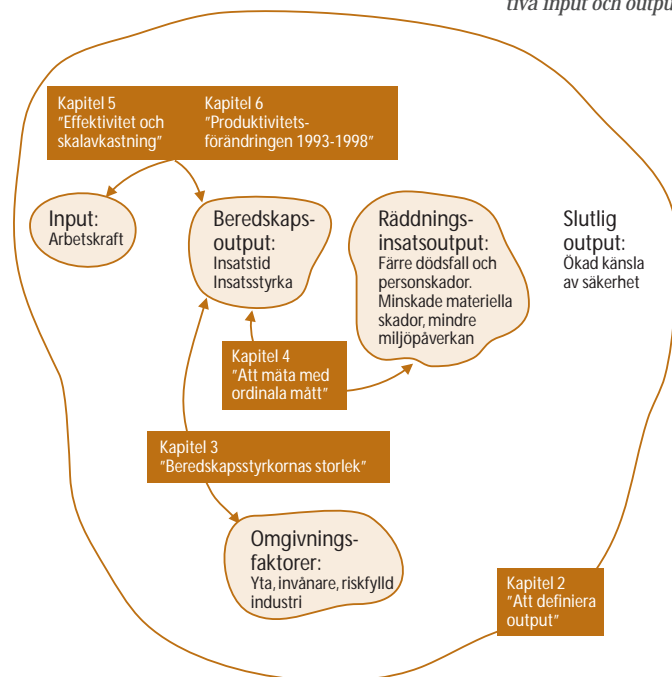 tiva input och outpu
Kapitel 5
"Effektivitet och
skalavkastning"
Kapitel 6
"Produktivitets-
förändringen 1993-1998"
Input:
Arbetskraft
Beredskaps-
output:
Insatstid
Insatsstyrka
Räddnings-
insatsoutput:
Färre dödsfall och
personskador.
Minskade materiella
skador, mindre
miljöpåverkan
Slutlig
output:
Ökad känsla
av säkerhet
Kapitel 4
"Att mäta med
ordinala mått"
Kapitel 3
"Beredskapsstyrkornas storlek"
Omgivnings-
faktorer:
Yta, invånare, riskfylld
industri
Kapitel 2
"Att definiera
output"